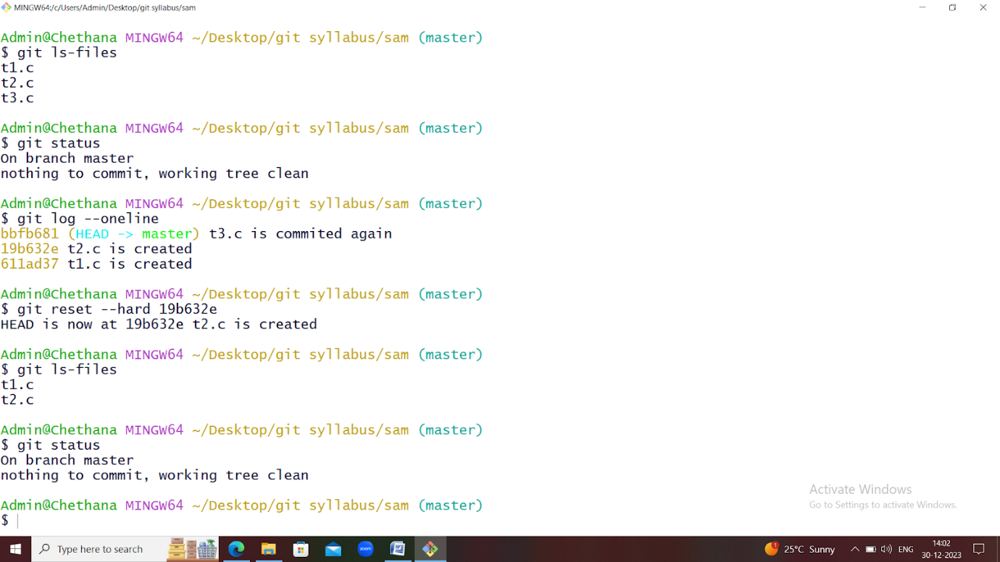 MINGW64:/c/Users/Admin/Desktop/git syllabus/sam
Admin@Chethana MINGW64 ~/Desktop/git syllabus/sam (master)
$ git ls-files
t1.c
t2.c
t3.c
Admin@Chethana MINGW64 ~/Desktop/git syllabus/sam (master)
$ git status
On branch master
nothing to commit, working tree clean
Admin@Chethana MINGW64 ~/Desktop/git syllabus/sam (master)
$ git log --oneline
bbfb681 (HEAD -> master) t3.c is commited again
19b632e t2.c is created
611ad37 t1.c is created
Admin@Chethana MINGW64 ~/Desktop/git syllabus/sam (master)
$ git reset --hard 19b632e
HEAD is now at 19b632e t2.c is created
Admin@Chethana MINGW64 ~/Desktop/git syllabus/sam (master)
$ git ls-files
t1.c
t2.c
Admin@Chethana MINGW64 ~/Desktop/git syllabus/sam (master)
$ git status
On branch master
nothing to commit, working tree clean
Admin@Chethana MINGW64 ~/Desktop/git syllabus/sam (master)
$
Activate Windows
Go to Settings to activate Windows.
Type here to search
zoom
1
25°C Sunny
ENG
14:02
30-12-2023